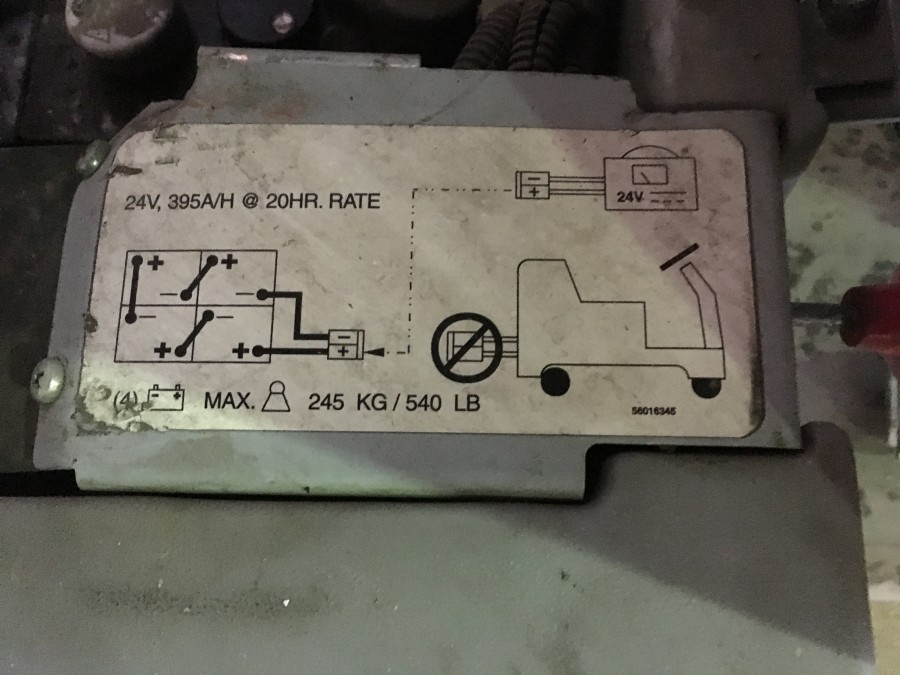 24V, 395A/H @ 20HR. RATE
24V
(4) MAX. 245 KG / 540 LB
56016345